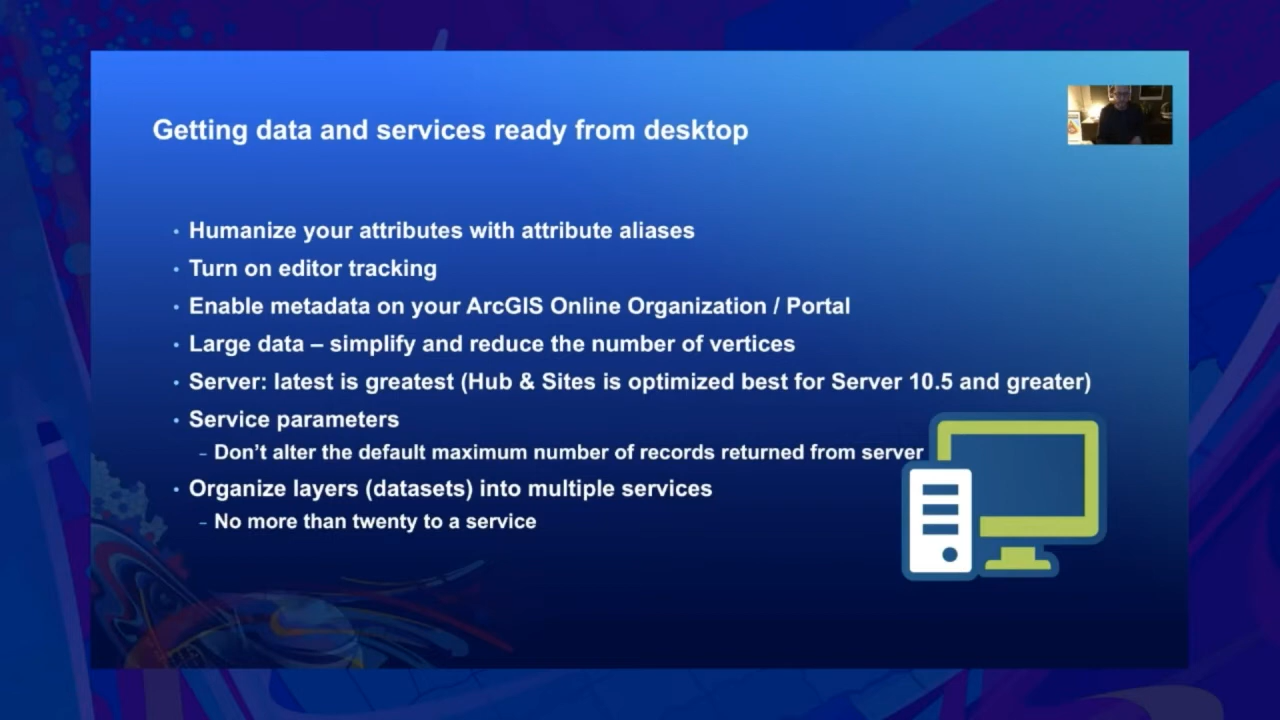 Getting data and services ready from desktop
• Humanize your attributes with attribute aliases
• Turn on editor tracking
• Enable metadata on your ArcGIS Online Organization / Portal
• Large data – simplify and reduce the number of vertices
• Server: latest is greatest (Hub & Sites is optimized best for Server 10.5 and greater)
• Service parameters
– Don’t alter the default maximum number of records returned from server
• Organize layers (datasets) into multiple services
– No more than twenty to a service